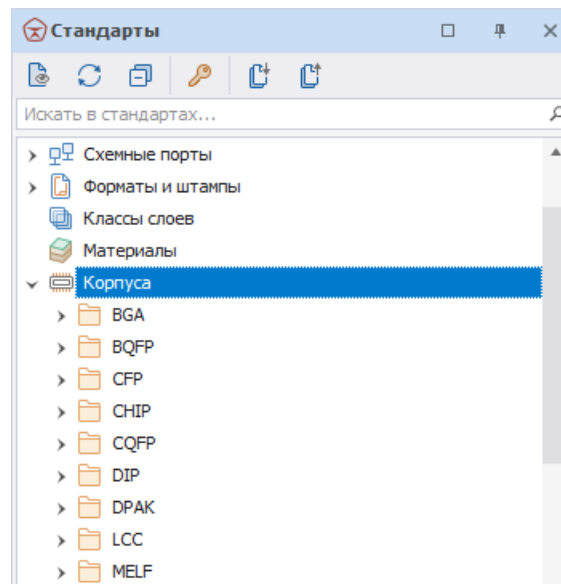 Стандарты
Искать в стандартах...
Схемные порты
Форматы и штампы
Классы слоев
Материалы
Корпуса
BGA
BQFP
CFP
CHIP
CQFP
DIP
DPAK
LCC
MELF